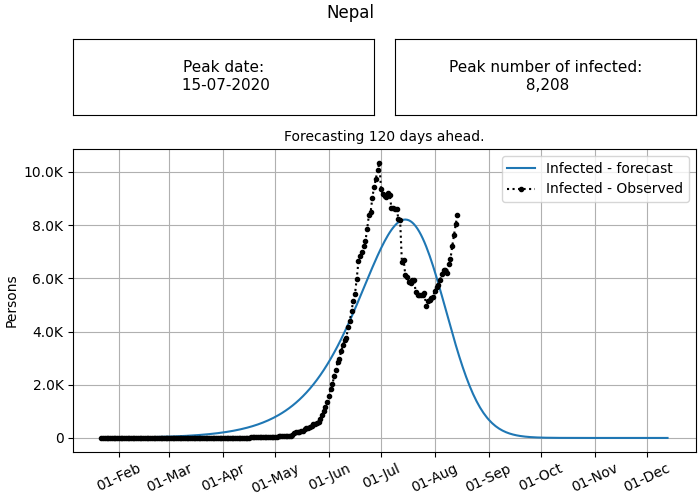 Nepal
Peak date:
15-07-2020
Peak number of infected:
8,208
Forecasting 120 days ahead.
Infected - forecast
Infected - Observed
Persons
10.0K
8.0K
6.0K
4.0K
2.0K
0
01-Feb
01-Mar
01-Apr
01-May
01-Jun
01-Jul
01-Aug
01-Sep
01-Oct
01-Nov
01-Dec